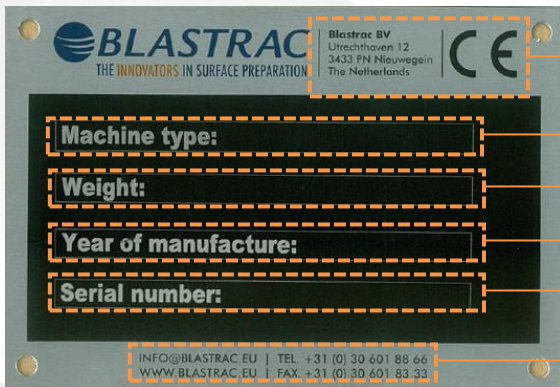 BLASTRAC
THE INNOVATORS IN SURFACE PREPARATION
Blastrac BV
Utrechthaven 12
3433 PN Nieuwegein
The Netherlands
CE
Machine type:
Weight:
Year of manufacture:
Serial number:
INFO@BLASTRAC.EU | TEL. +31 (0) 30 601 88 66
WWW.BLASTRAC.EU | FAX. +31 (0) 30 601 83 33